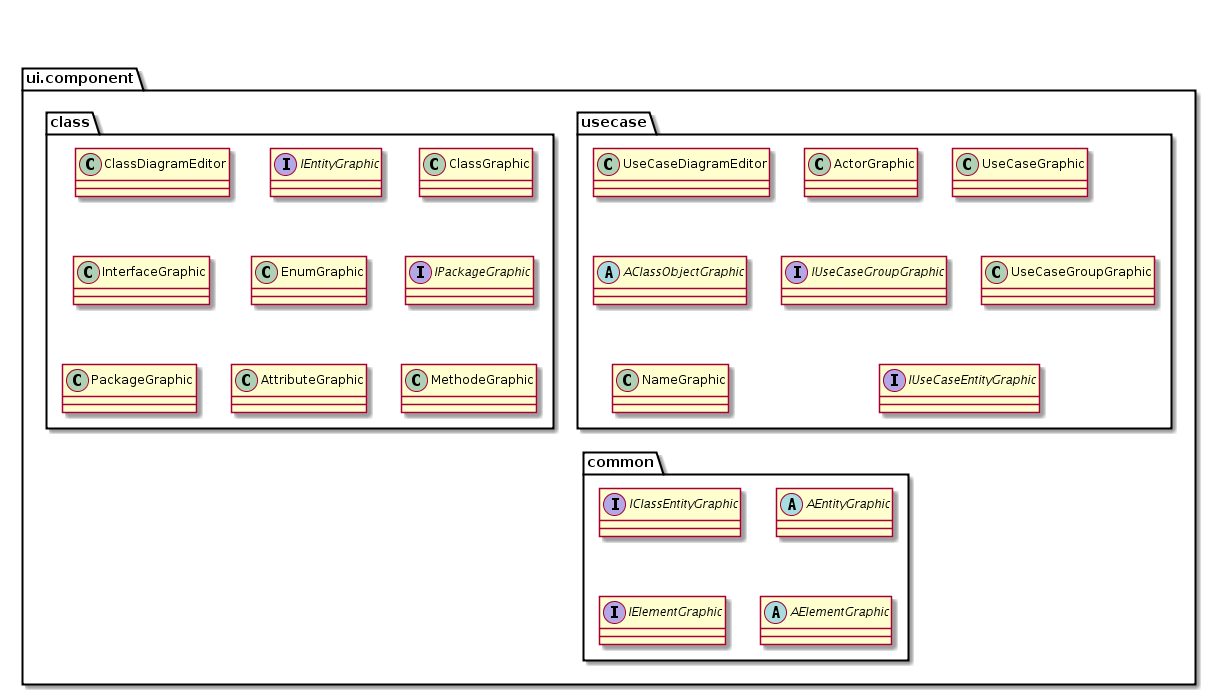 ui.component
class
C ClassDiagramEditor
I IEntityGraphic
C ClassGraphic
C InterfaceGraphic
C EnumGraphic
I IPackageGraphic
C PackageGraphic
C AttributeGraphic
C MethodeGraphic
usecase
C UseCaseDiagramEditor
C ActorGraphic
C UseCaseGraphic
A AClassObjectGraphic
I IUseCaseGroupGraphic
C UseCaseGroupGraphic
C NameGraphic
I IUseCaseEntityGraphic
common
I IClassEntityGraphic
A AEntityGraphic
I IElementGraphic
A AElementGraphic